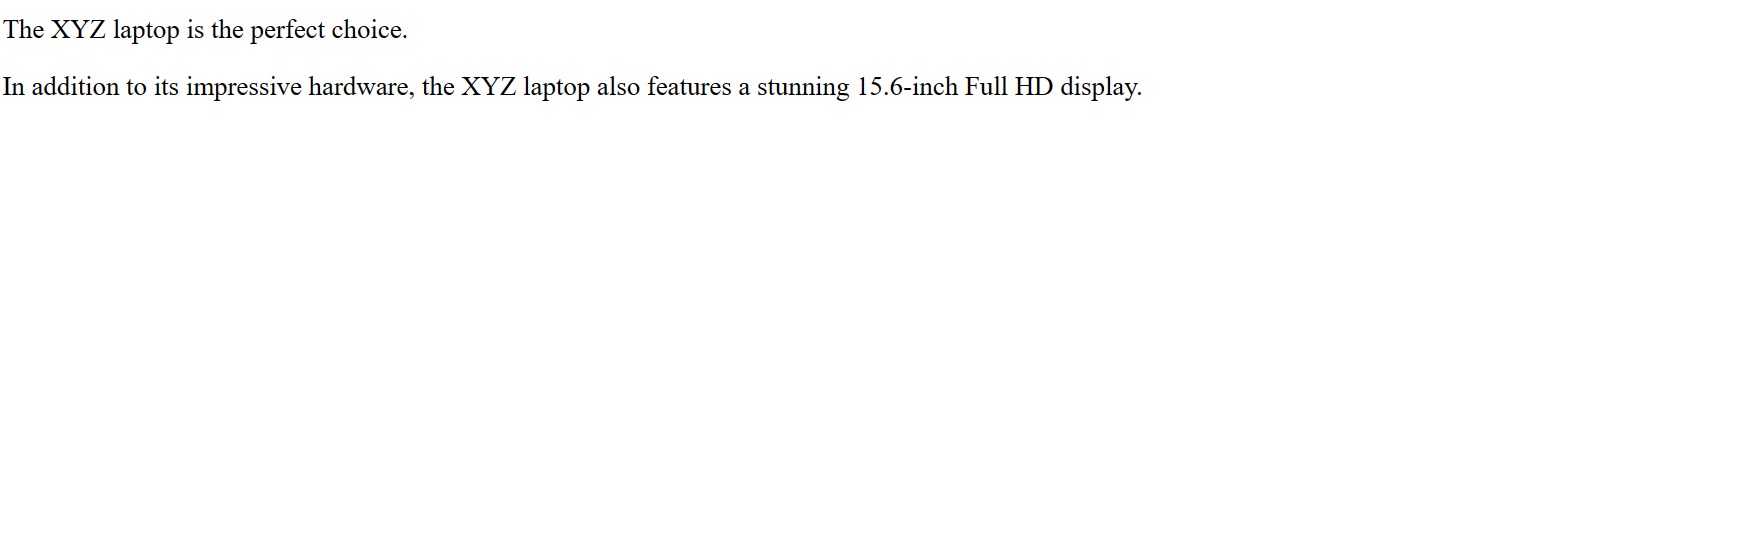 The XYZ laptop is the perfect choice.
In addition to its impressive hardware, the XYZ laptop also features a stunning 15.6-inch Full HD display.